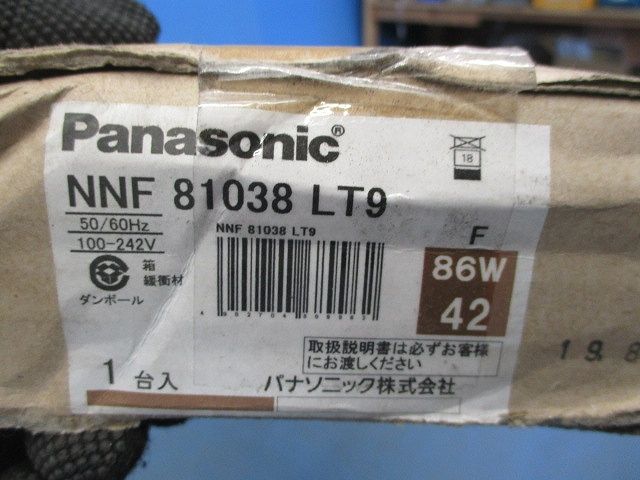 Panasonic®
NNF 81038 LT9
50/60Hz
100-242V
NNF 81038 LT9
18
F
86W
42
箱
緩衝材
ダンボール
取扱説明書は必ずお客様
にお渡しください
1台入
パナソニック株式会社
19.8